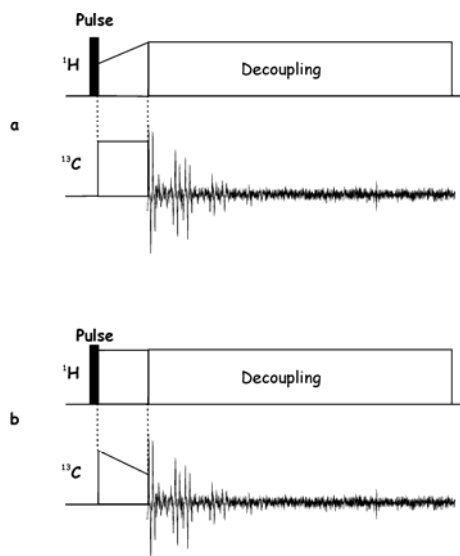 Pulse
¹H
Decoupling
a
¹³C
Pulse
¹H
Decoupling
b
¹³C